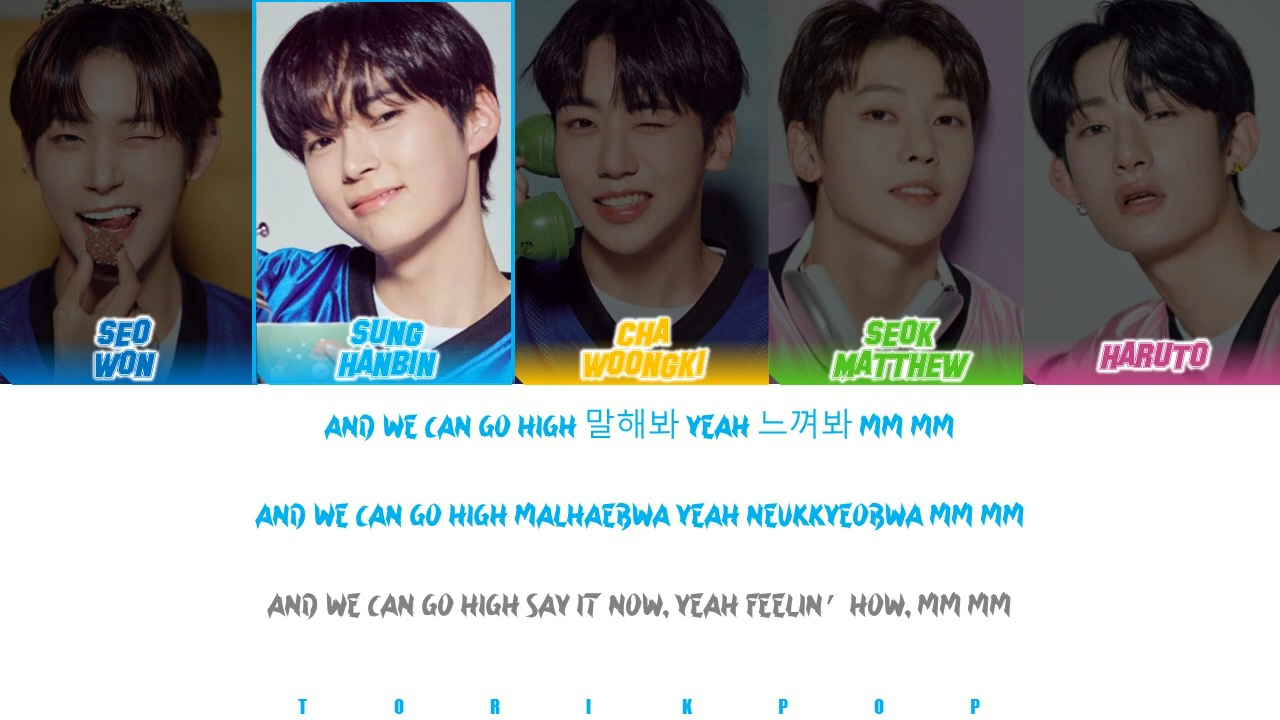 SEO
WON
SUNG
HANBIN
CHA
WOONGKI
SEOK
MATTHEW
HARUTO
AND WE CAN GO HIGH 말해봐 YEAH 느껴봐 MM MM
AND WE CAN GO HIGH MALHAEBWA YEAH NEUKKYEOBWA MM MM
AND WE CAN GO HIGH SAY IT NOW, YEAH FEELIN' HOW, MM MM
T O R I K P O P